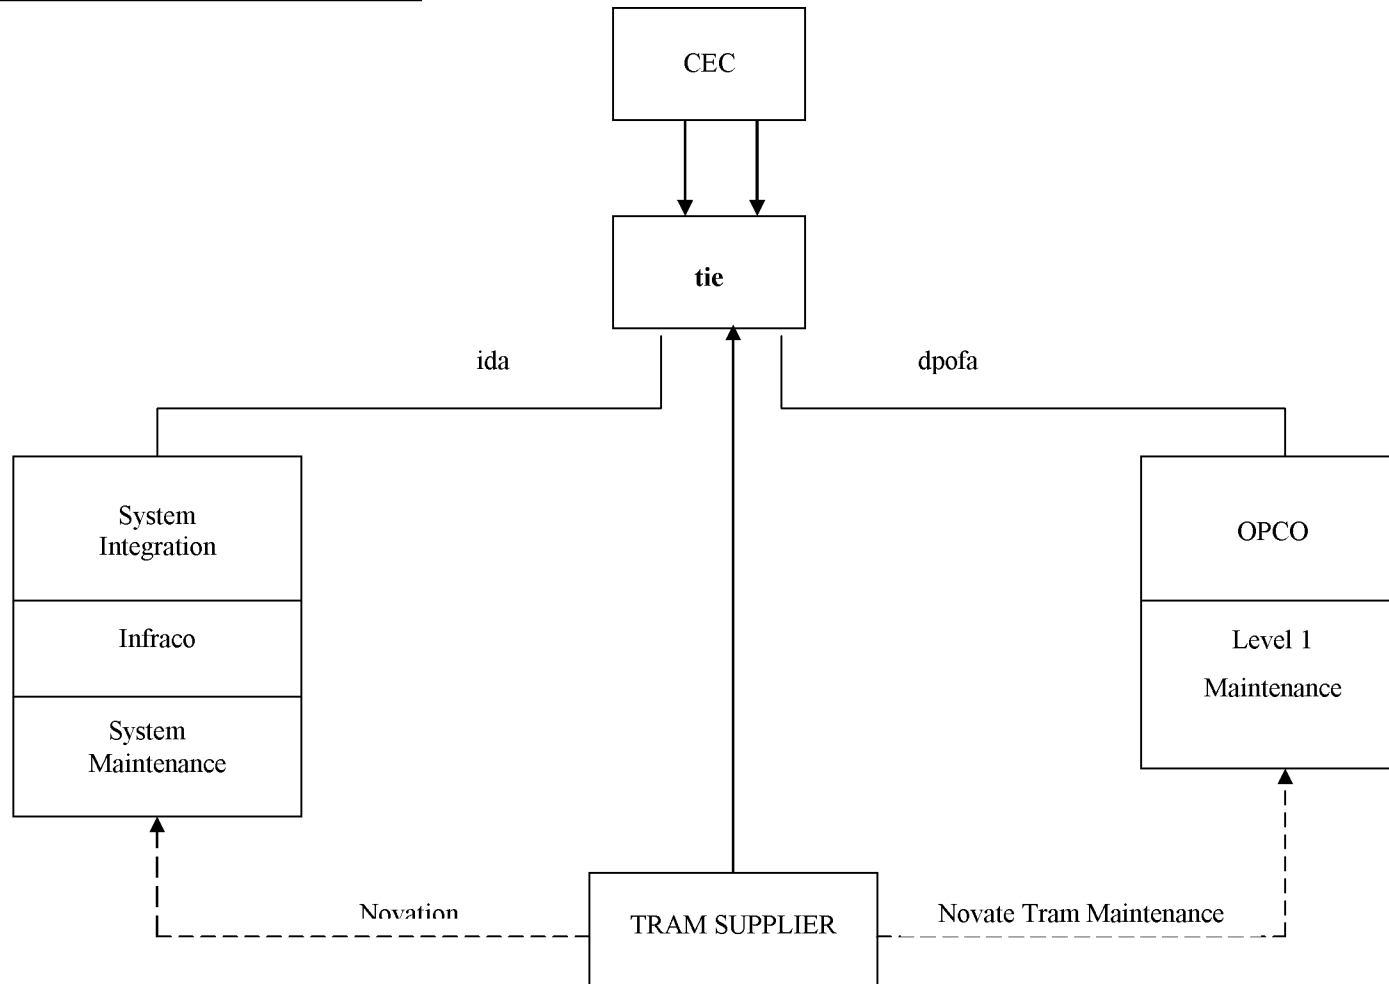 CEC
tie
ida
dpofa
System
Integration
Infraco
System
Maintenance
OPCO
Level 1
Maintenance
Novation
TRAM SUPPLIER
Novate Tram Maintenance